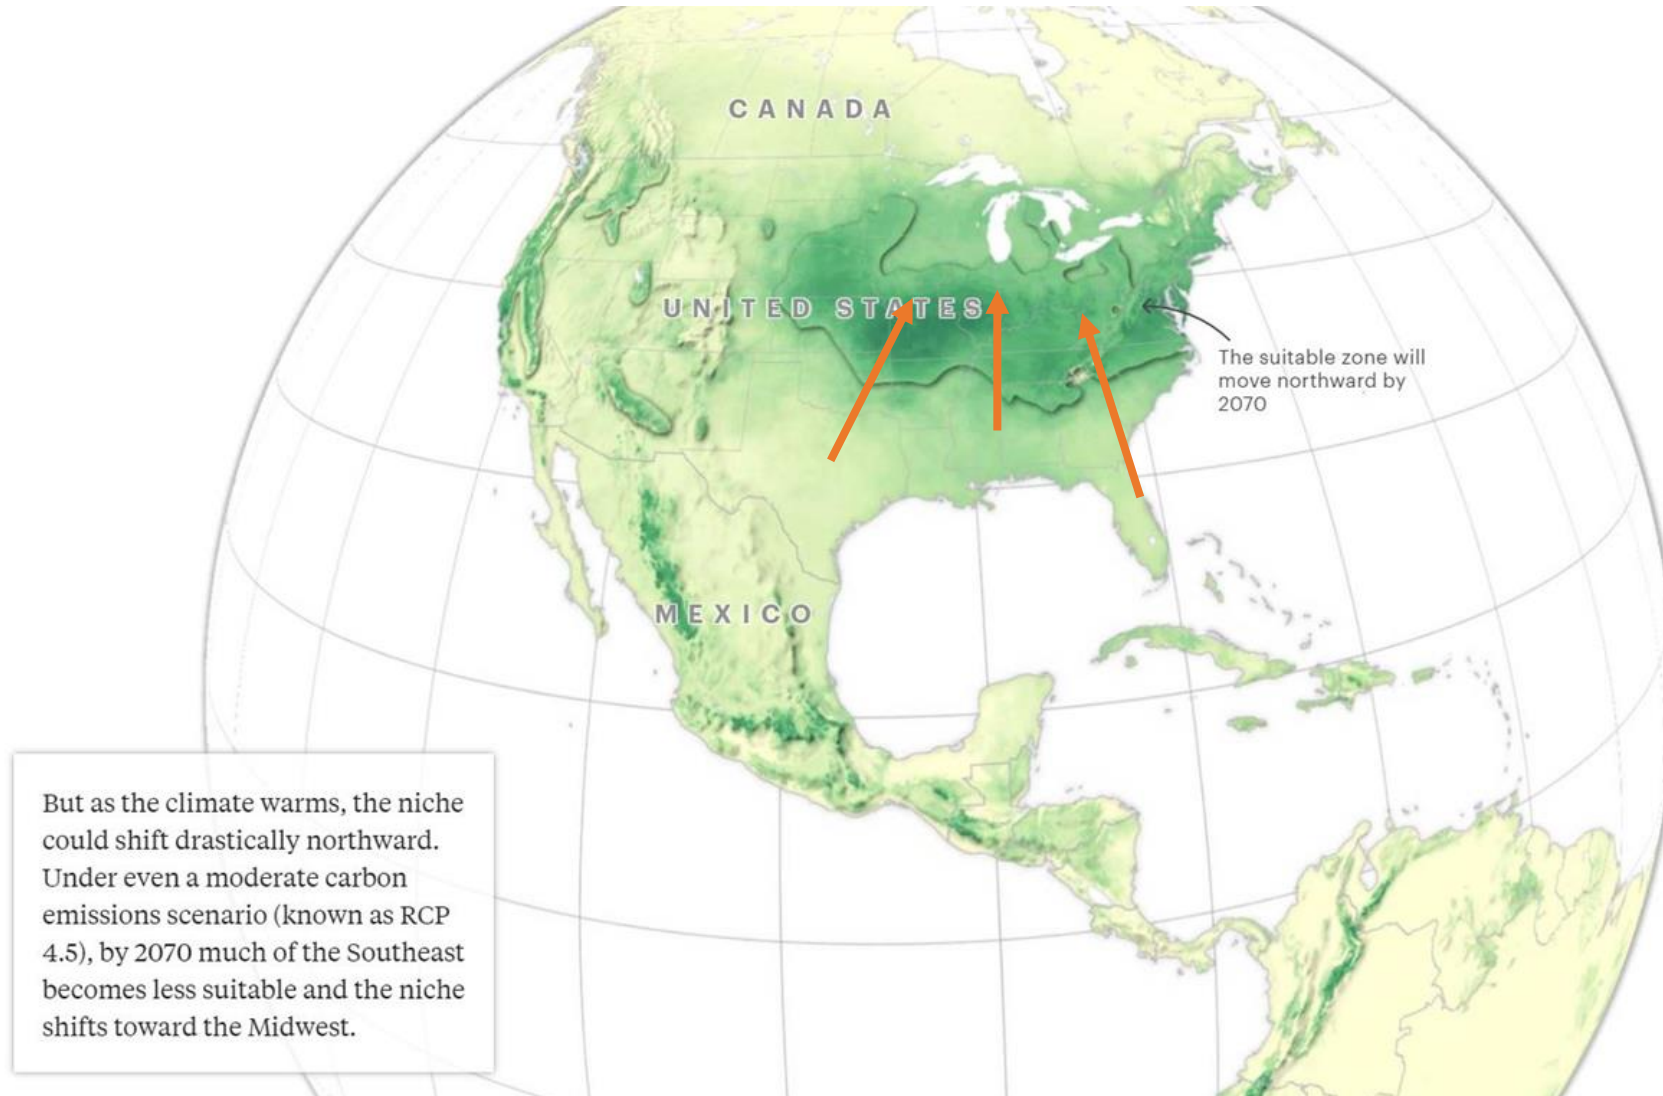 CANADA
UNITED STATES
The suitable zone will
move northward by
2070
MEXICO
But as the climate warms, the niche
could shift drastically northward.
Under even a moderate carbon
emissions scenario (known as RCP
4.5), by 2070 much of the Southeast
becomes less suitable and the niche
shifts toward the Midwest.